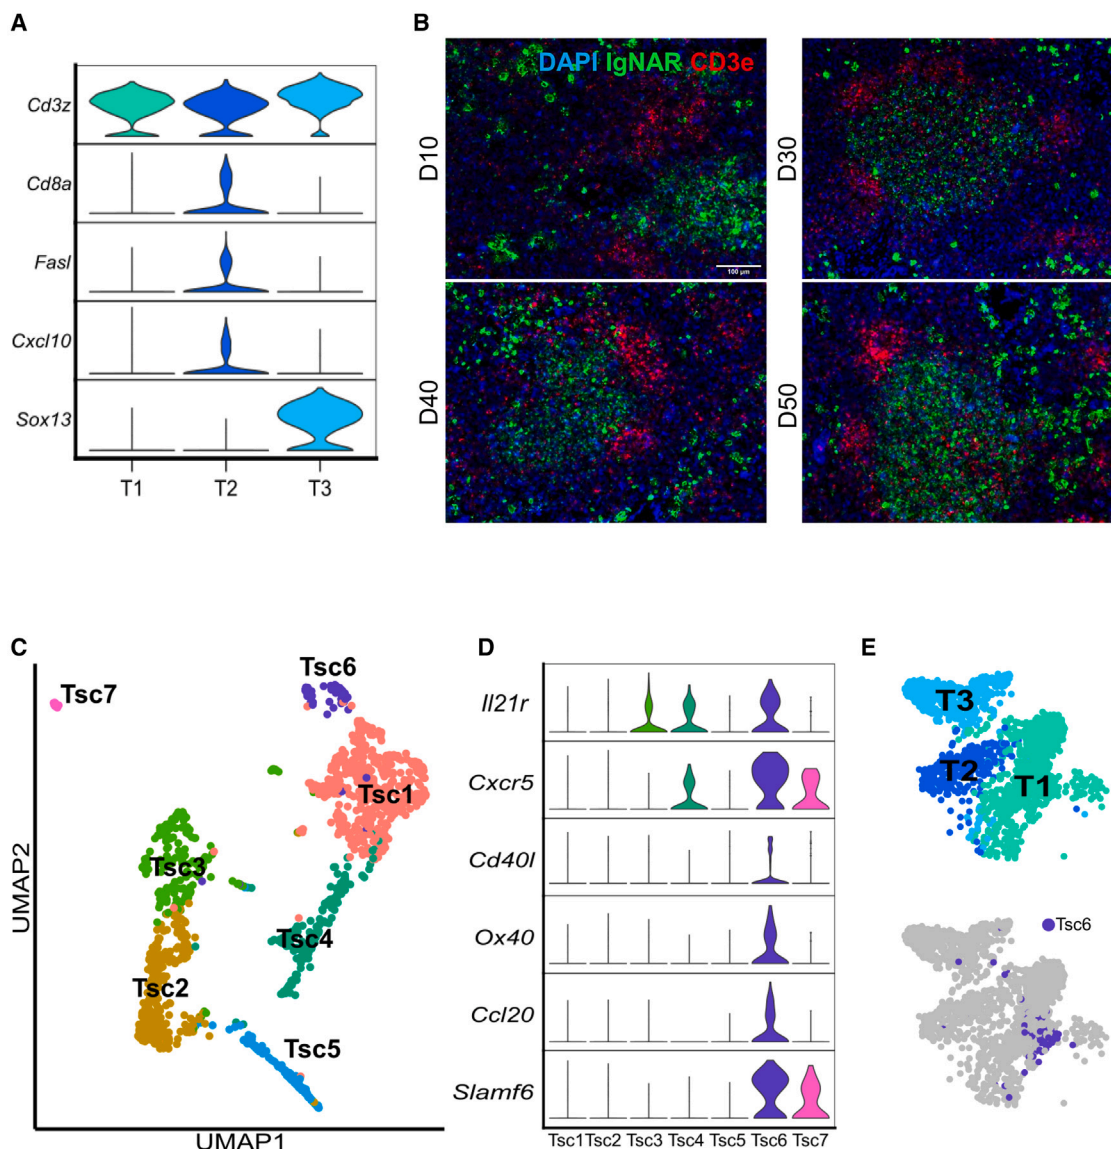 A
Cd3z
Cd8a
Fasl
Cxcl10
Sox13
T1 T2 T3
B
DAPI IgNAR CD3e
D10
100 µm
D30
D40
D50
C
Tsc7
Tsc6
Tsc1
Tsc3
Tsc4
Tsc2
Tsc5
UMAP2
UMAP1
D
Il21r
Cxcr5
Cd40l
Ox40
Ccl20
Slamf6
Tsc1 Tsc2 Tsc3 Tsc4 Tsc5 Tsc6 Tsc7
E
T3
T2
T1
Tsc6